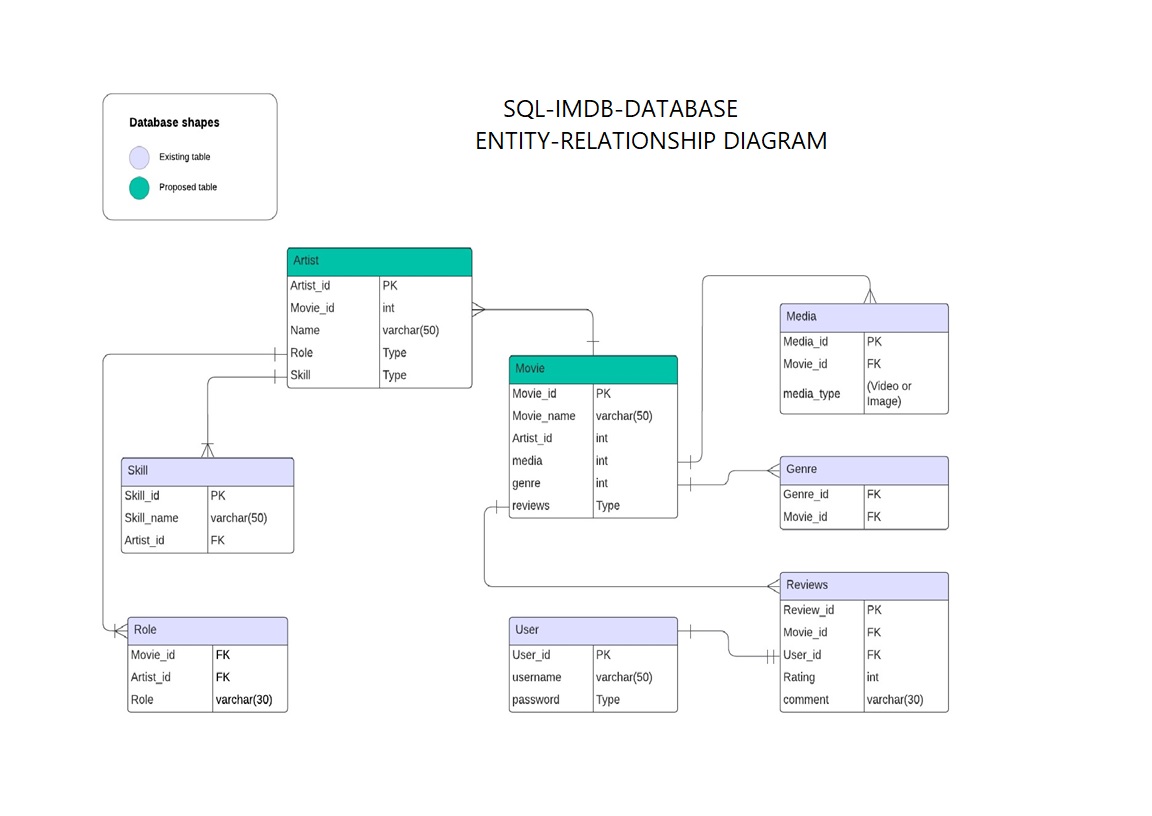 SQL-IMDB-DATABASE
ENTITY-RELATIONSHIP DIAGRAM
Database shapes
Existing table
Proposed table
Artist
Artist_id PK
Movie_id int
Name varchar(50)
Role Type
Skill Type
Movie
Movie_id PK
Movie_name varchar(50)
Artist_id int
media int
genre int
reviews Type
Media
Media_id PK
Movie_id FK
media_type (Video or
Image)
Skill
Skill_id PK
Skill_name varchar(50)
Artist_id FK
Genre
Genre_id FK
Movie_id FK
Role
Movie_id FK
Artist_id FK
Role varchar(30)
User
User_id PK
username varchar(50)
password Type
Reviews
Review_id PK
Movie_id FK
User_id FK
Rating int
comment varchar(30)